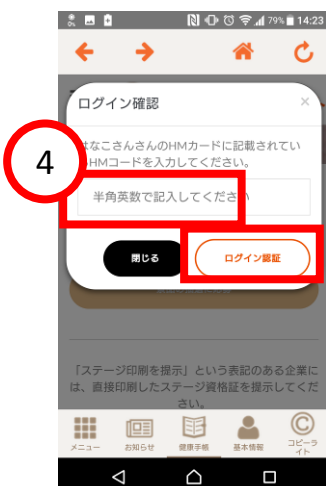 79% 14:23
ログイン確認 ×
はなこさんさんのHMカードに記載されてい
HMコードを入力してください。
4
半角英数で記入してください
閉じる
ログイン認証
「ステージ印刷を提示」という表記のある企業に
は、直接印刷したステージ資格証を提示してくだ
さい。
メニュー
お知らせ
健康手帳
基本情報
コピーラ
イト